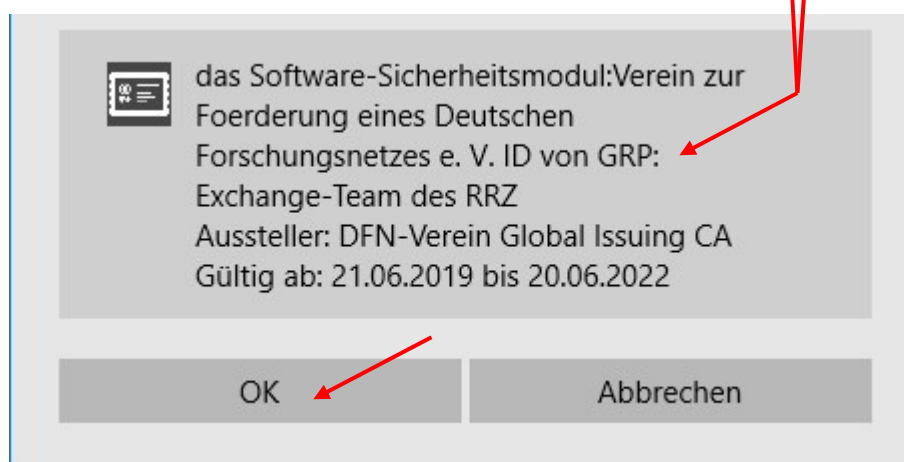 das Software-Sicherheitsmodul:Verein zur
Foerderung eines Deutschen
Forschungsnetzes e. V. ID von GRP:
Exchange-Team des RRZ
Aussteller: DFN-Verein Global Issuing CA
Gültig ab: 21.06.2019 bis 20.06.2022
OK
Abbrechen